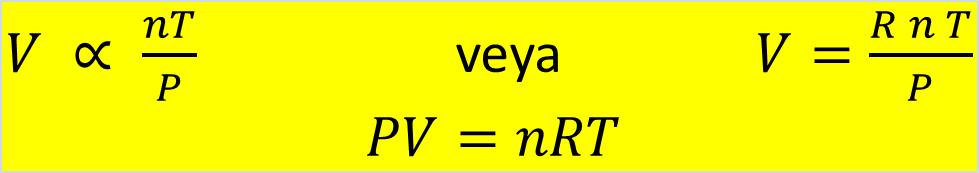 V ∝ nT/P veya V = R n T/P
PV = nRT